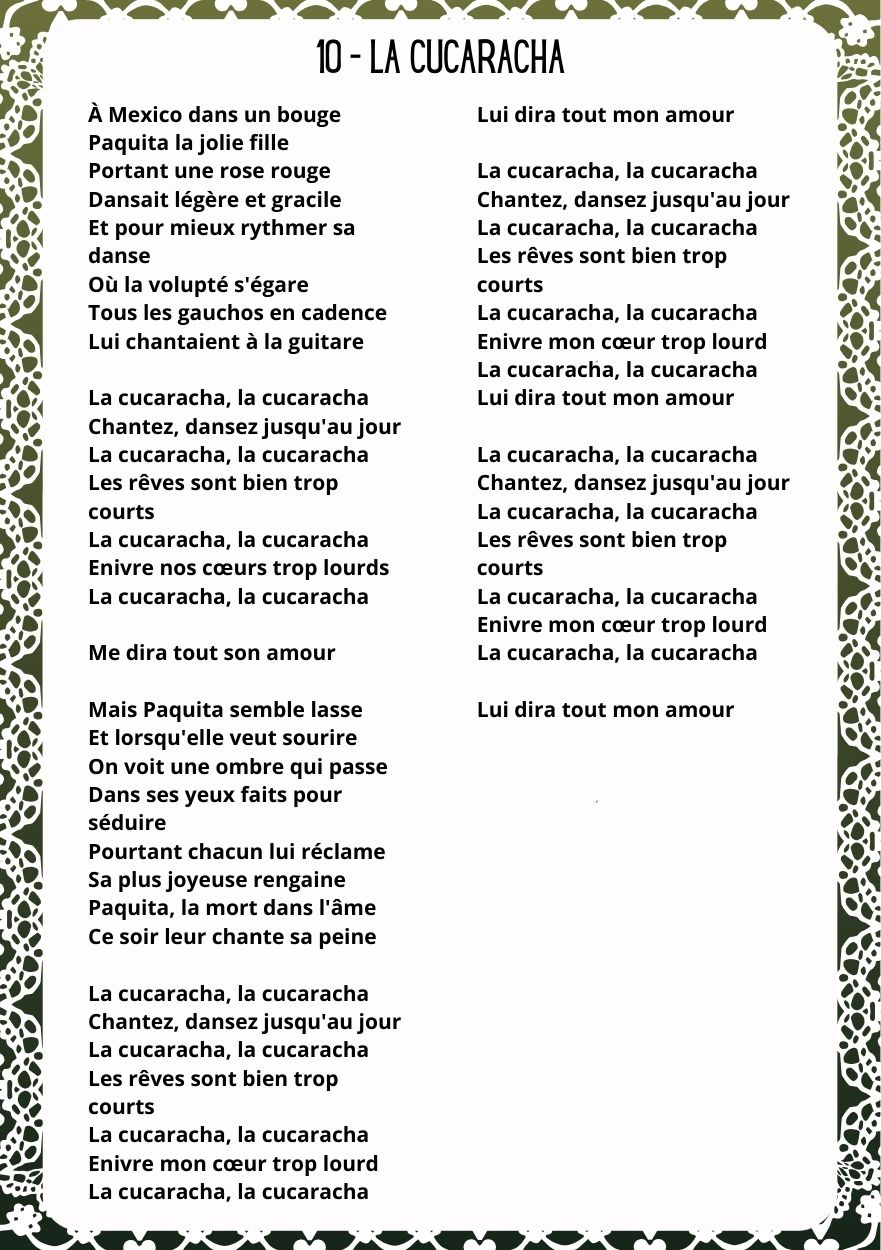 10 - LA CUCARACHA
À Mexico dans un bouge
Paquita la jolie fille
Portant une rose rouge
Dansait légère et gracile
Et pour mieux rythmer sa
danse
Où la volupté s'égare
Tous les gauchos en cadence
Lui chantaient à la guitare

La cucaracha, la cucaracha
Chantez, dansez jusqu'au jour
La cucaracha, la cucaracha
Les rêves sont bien trop
courts
La cucaracha, la cucaracha
Enivre nos cœurs trop lourds
La cucaracha, la cucaracha

Me dira tout son amour

Mais Paquita semble lasse
Et lorsqu'elle veut sourire
On voit une ombre qui passe
Dans ses yeux faits pour
séduire
Pourtant chacun lui réclame
Sa plus joyeuse rengaine
Paquita, la mort dans l'âme
Ce soir leur chante sa peine

La cucaracha, la cucaracha
Chantez, dansez jusqu'au jour
La cucaracha, la cucaracha
Les rêves sont bien trop
courts
La cucaracha, la cucaracha
Enivre mon cœur trop lourd
La cucaracha, la cucaracha

Lui dira tout mon amour

La cucaracha, la cucaracha
Chantez, dansez jusqu'au jour
La cucaracha, la cucaracha
Les rêves sont bien trop
courts
La cucaracha, la cucaracha
Enivre mon cœur trop lourd
La cucaracha, la cucaracha
Lui dira tout mon amour

La cucaracha, la cucaracha
Chantez, dansez jusqu'au jour
La cucaracha, la cucaracha
Les rêves sont bien trop
courts
La cucaracha, la cucaracha
Enivre mon cœur trop lourd
La cucaracha, la cucaracha

Lui dira tout mon amour